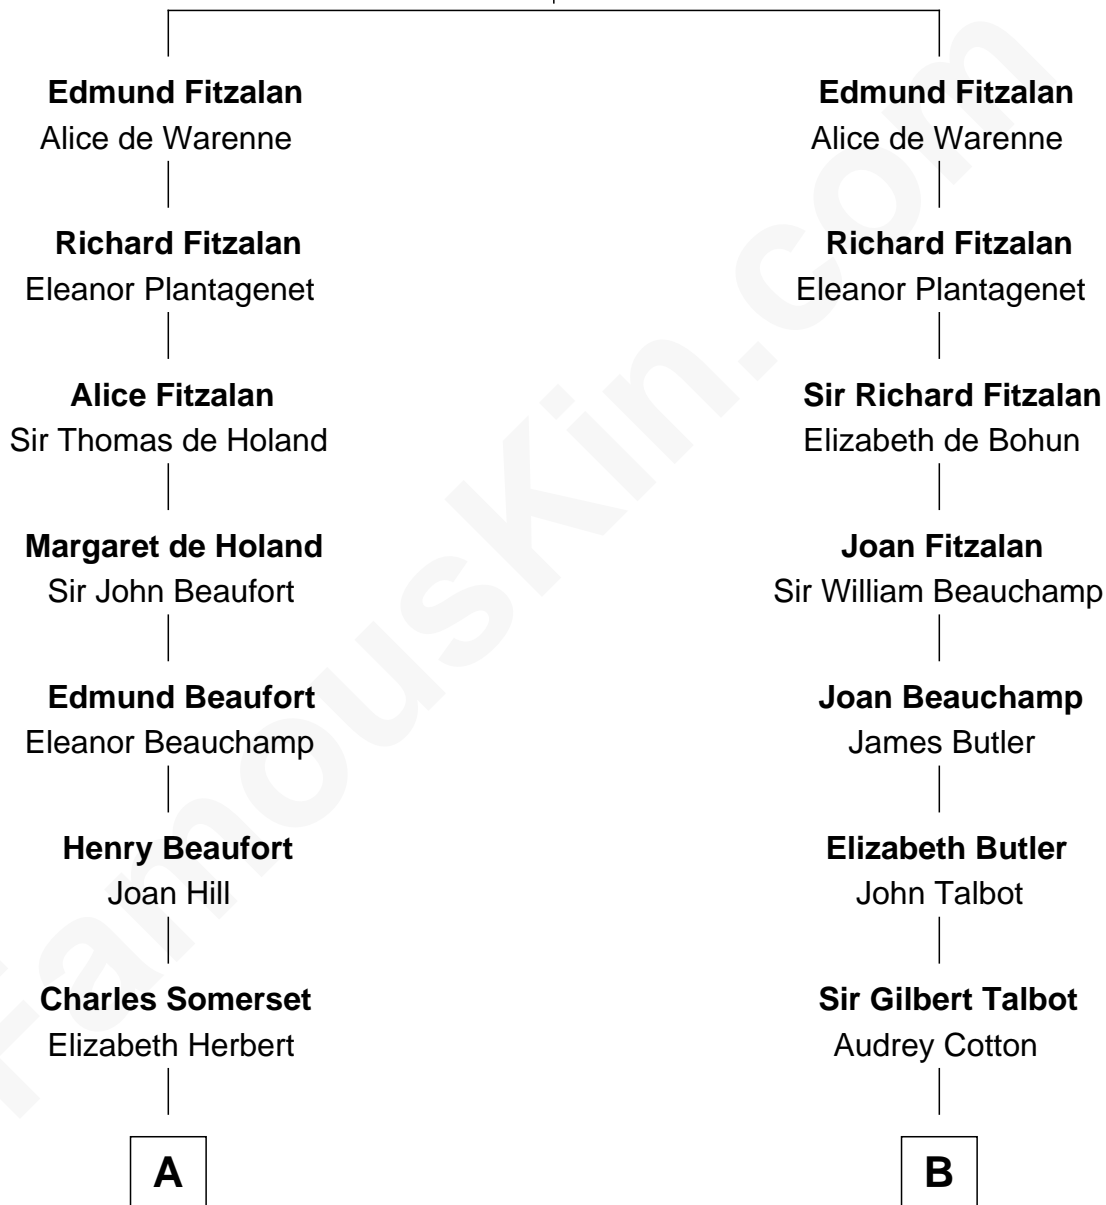 Edmund Fitzalan
Alice de Warenne
Richard Fitzalan
Eleanor Plantagenet
Alice Fitzalan
Sir Thomas de Holand
Margaret de Holand
Sir John Beaufort
Edmund Beaufort
Eleanor Beauchamp
Henry Beaufort
Joan Hill
Charles Somerset
Elizabeth Herbert
A
Edmund Fitzalan
Alice de Warenne
Richard Fitzalan
Eleanor Plantagenet
Sir Richard Fitzalan
Elizabeth de Bohun
Joan Fitzalan
Sir William Beauchamp
Joan Beauchamp
James Butler
Elizabeth Butler
John Talbot
Sir Gilbert Talbot
Audrey Cotton
B
FamousKin.com